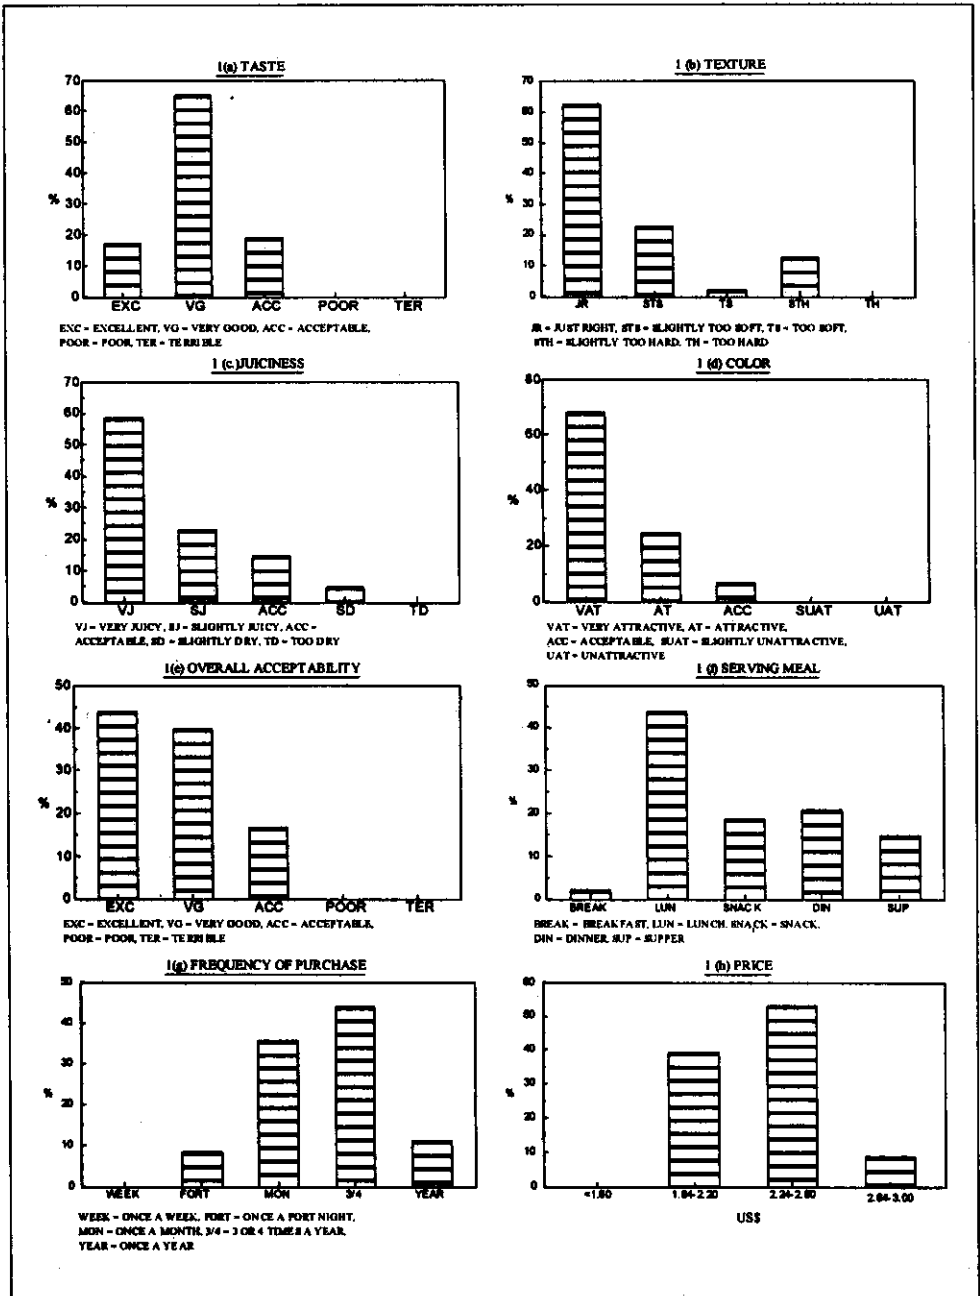 1(a) TASTE
70
60
50
40
30
20
10
0
%
EXC VG ACC POOR TER
EXC = EXCELLENT, VG = VERY GOOD, ACC = ACCEPTABLE,
POOR = POOR, TER = TERRIBLE
1 (b) TEXTURE
70
60
50
40
30
20
10
0
%
JR STS TS STH TH
JR = JUST RIGHT, STS = SLIGHTLY TOO SOFT, TS = TOO SOFT,
STH = SLIGHTLY TOO HARD, TH = TOO HARD
1 (c.)JUICINESS
70
60
50
40
30
20
10
0
%
VJ SJ ACC SD TD
VJ = VERY JUICY, SJ = SLIGHTLY JUICY, ACC =
ACCEPTABLE, SD = SLIGHTLY DRY, TD = TOO DRY
1 (d) COLOR
80
60
40
20
0
%
VAT AT ACC SUAT UAT
VAT = VERY ATTRACTIVE, AT = ATTRACTIVE,
ACC = ACCEPTABLE, SUAT = SLIGHTLY UNATTRACTIVE,
UAT = UNATTRACTIVE
1(e) OVERALL ACCEPTABILITY
50
40
30
20
10
0
%
EXC VG ACC POOR TER
EXC = EXCELLENT, VG = VERY GOOD, ACC = ACCEPTABLE,
POOR = POOR, TER = TERRIBLE
1 (f) SERVING MEAL
50
40
30
20
10
0
%
BREAK LUN SNACK DIN SUP
BREAK = BREAKFAST, LUN = LUNCH, SNACK = SNACK,
DIN = DINNER, SUP = SUPPER
1(g) FREQUENCY OF PURCHASE
50
40
30
20
10
0
%
WEEK FORT MON 3/4 YEAR
WEEK = ONCE A WEEK, FORT = ONCE A FORT NIGHT,
MON = ONCE A MONTH, 3/4 = 3 OR 4 TIMES A YEAR,
YEAR = ONCE A YEAR
1 (h) PRICE
60
50
40
30
20
10
0
%
2.84-3.00
US$